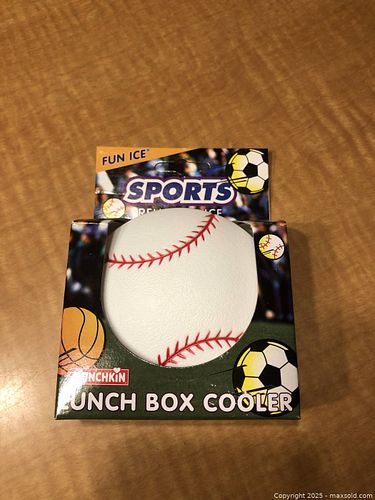 FUN ICE
SPORTS
MUNCHKIN
LUNCH BOX COOLER
Copyright 2025 - maxsold.com